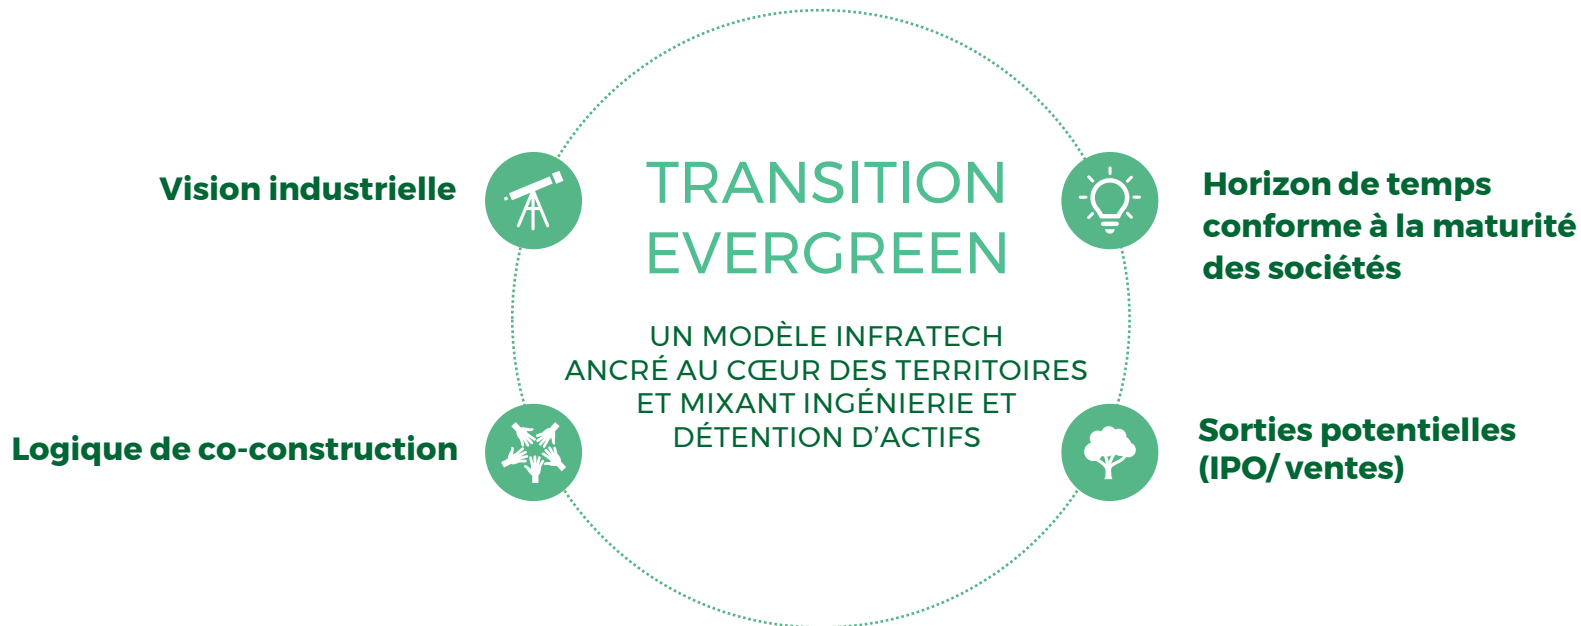 Vision industrielle
Logique de co-construction
TRANSITION
EVERGREEN
UN MODÈLE INFRATECH
ANCRÉ AU CŒUR DES TERRITOIRES
ET MIXANT INGÉNIERIE ET
DÉTENTION D’ACTIFS
Horizon de temps
conforme à la maturité
des sociétés
Sorties potentielles
(IPO/ ventes)